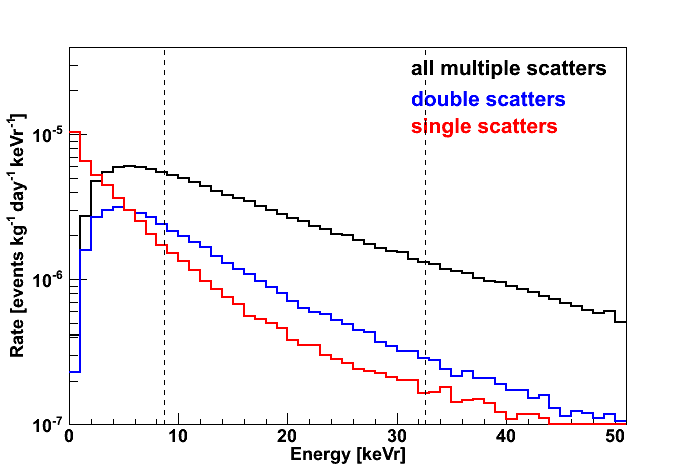 all multiple scatters
double scatters
single scatters
10⁻⁵
10⁻⁶
10⁻⁷
Rate [events kg⁻¹ day⁻¹ keVr⁻¹]
0 10 20 30 40 50
Energy [keVr]